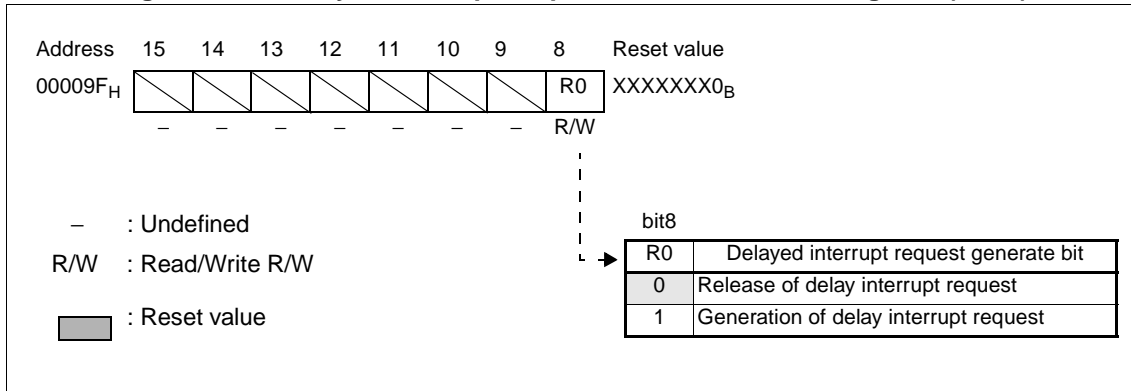 Address 15 14 13 12 11 10 9 8 Reset value
00009FH R0 XXXXXXX0B
– – – – – – – R/W
– : Undefined
R/W : Read/Write R/W
: Reset value
bit8
R0 Delayed interrupt request generate bit
0 Release of delay interrupt request
1 Generation of delay interrupt request